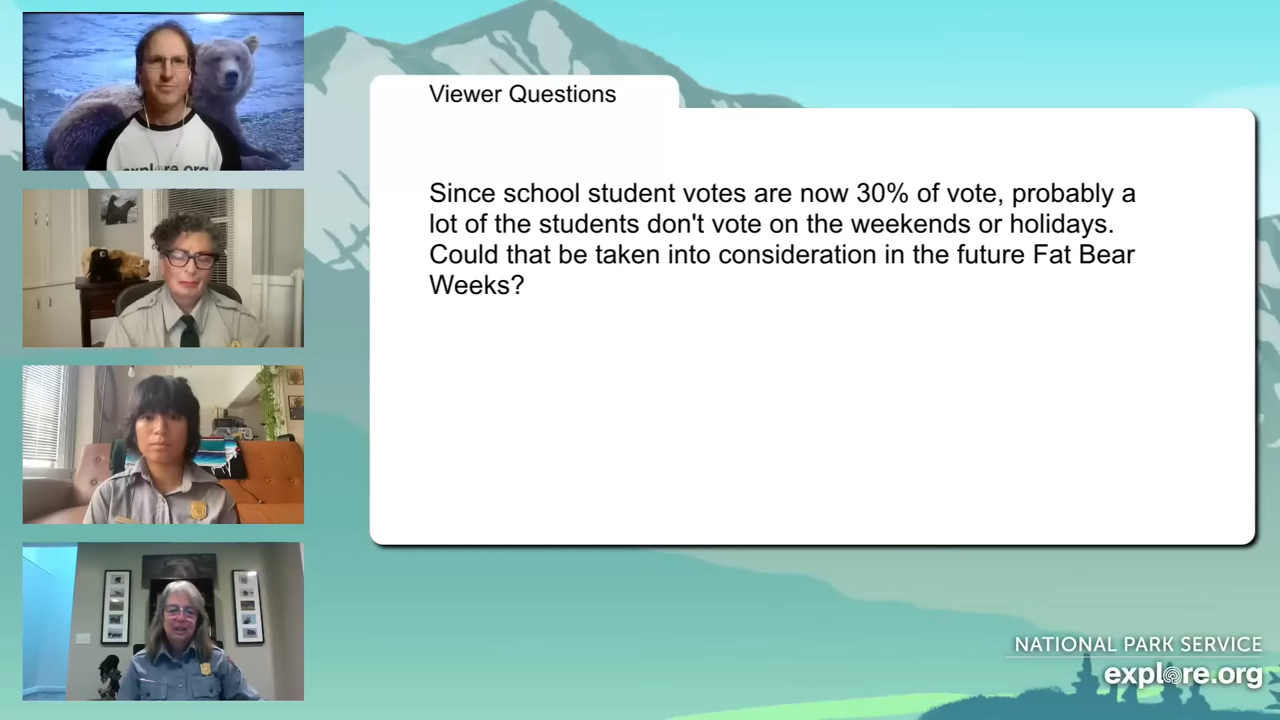 Viewer Questions
Since school student votes are now 30% of vote, probably a
lot of the students don't vote on the weekends or holidays.
Could that be taken into consideration in the future Fat Bear
Weeks?
explore.org
NATIONAL PARK SERVICE
explore.org